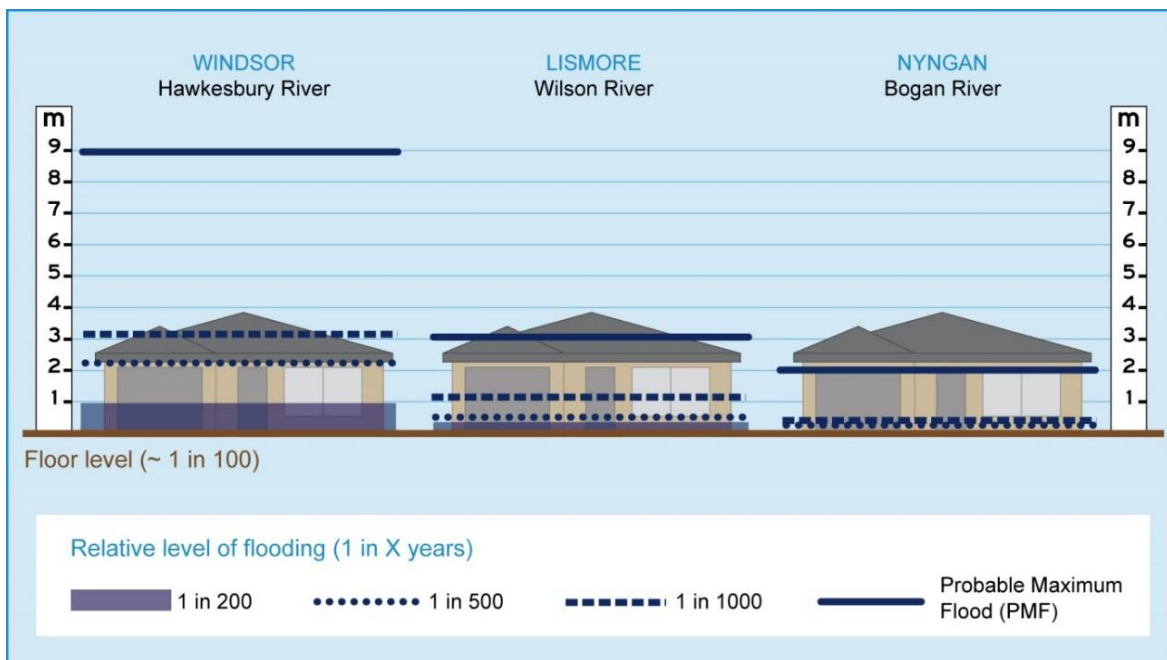 WINDSOR
Hawkesbury River
LISMORE
Wilson River
NYNGAN
Bogan River
m
9
8
7
6
5
4
3
2
1
m
9
8
7
6
5
4
3
2
1
Floor level (~ 1 in 100)
Relative level of flooding (1 in X years)
1 in 200
1 in 500
1 in 1000
Probable Maximum
Flood (PMF)